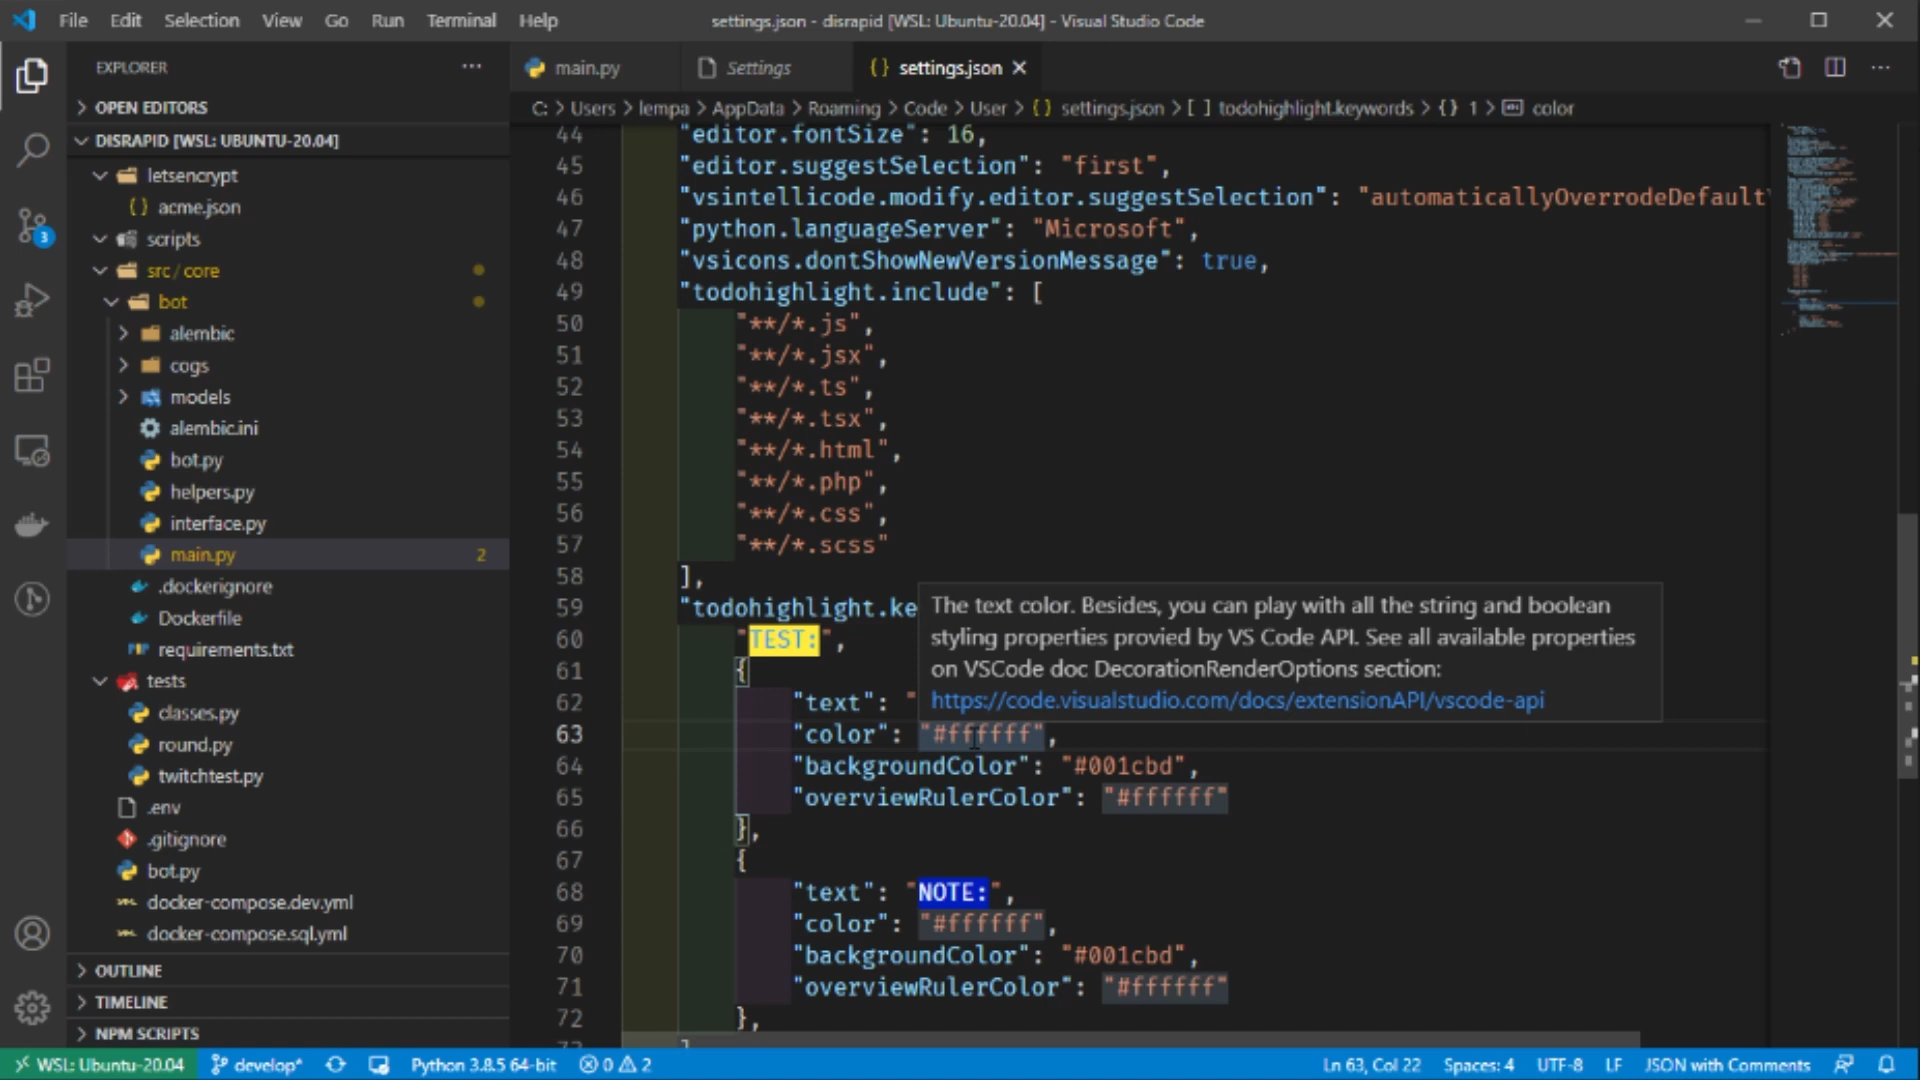 File Edit Selection View Go Run Terminal Help
settings.json - disrapid [WSL: Ubuntu-20.04] - Visual Studio Code
EXPLORER
OPEN EDITORS
DISRAPID [WSL: UBUNTU-20.04]
letsencrypt
acme.json
scripts
src / core
bot
alembic
cogs
models
alembic.ini
bot.py
helpers.py
interface.py
main.py 2
.dockerignore
Dockerfile
requirements.txt
tests
classes.py
round.py
twitchtest.py
.env
.gitignore
bot.py
docker-compose.dev.yml
docker-compose.sql.yml
OUTLINE
TIMELINE
NPM SCRIPTS
3
main.py Settings {} settings.json
C: > Users > lempa > AppData > Roaming > Code > User > {} settings.json > [ ] todohighlight.keywords > {} 1 > color
44 "editor.fontSize": 16,
45 "editor.suggestSelection": "first",
46 "vsintellicode.modify.editor.suggestSelection": "automaticallyOverrodeDefault
47 "python.languageServer": "Microsoft",
48 "vsicons.dontShowNewVersionMessage": true,
49 "todohighlight.include": [
50 "**/*.js",
51 "**/*.jsx",
52 "**/*.ts",
53 "**/*.tsx",
54 "**/*.html",
55 "**/*.php",
56 "**/*.css",
57 "**/*.scss"
58 ],
59 "todohighlight.ke
60 "TEST:",
61 {
62 "text": "
63 "color": "#ffffff",
64 "backgroundColor": "#001cbd",
65 "overviewRulerColor": "#ffffff"
66 },
67 {
68 "text": "NOTE:",
69 "color": "#ffffff",
70 "backgroundColor": "#001cbd",
71 "overviewRulerColor": "#ffffff"
72 },
The text color. Besides, you can play with all the string and boolean
styling properties provied by VS Code API. See all available properties
on VSCode doc DecorationRenderOptions section:
https://code.visualstudio.com/docs/extensionAPI/vscode-api
WSL: Ubuntu-20.04 develop* Python 3.8.5 64-bit 0 2 Ln 63, Col 22 Spaces: 4 UTF-8 LF JSON with Comments